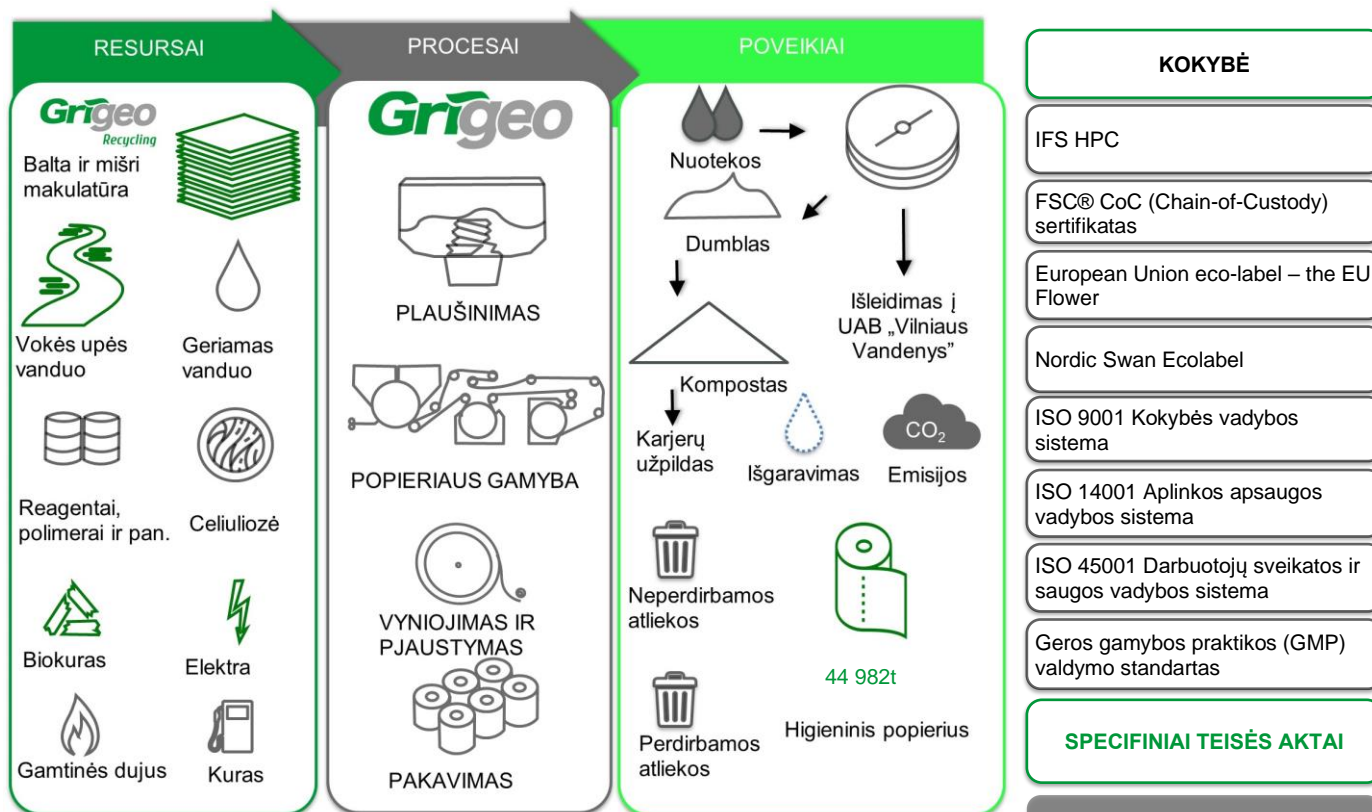 RESURSAI
PROCESAI
POVEIKIAI
Grigeo
Recycling
Balta ir mišri
makulatūra
Vokės upės
vanduo
Geriamas
vanduo
Reagentai,
polimerai ir pan.
Celiuliozė
Biokuras
Elektra
Gamtinės dujus
Kuras
Grigeo
PLAUŠINIMAS
POPIERIAUS GAMYBA
VYNIOJIMAS IR
PJAUSTYMAS
PAKAVIMAS
Nuotekos
Dumblas
Išleidimas į
UAB „Vilniaus
Vandenys”
Kompostas
Karjerų
užpildas
Išgaravimas
CO₂
Emisijos
Neperdirbamos
atliekos
44 982t
Higieninis popierius
Perdirbamos
atliekos
KOKYBĖ
IFS HPC
FSC® CoC (Chain-of-Custody)
sertifikatas
European Union eco-label – the EU
Flower
Nordic Swan Ecolabel
ISO 9001 Kokybės vadybos
sistema
ISO 14001 Aplinkos apsaugos
vadybos sistema
ISO 45001 Darbuotojų sveikatos ir
saugos vadybos sistema
Geros gamybos praktikos (GMP)
valdymo standartas
SPECIFINIAI TEISĖS AKTAI